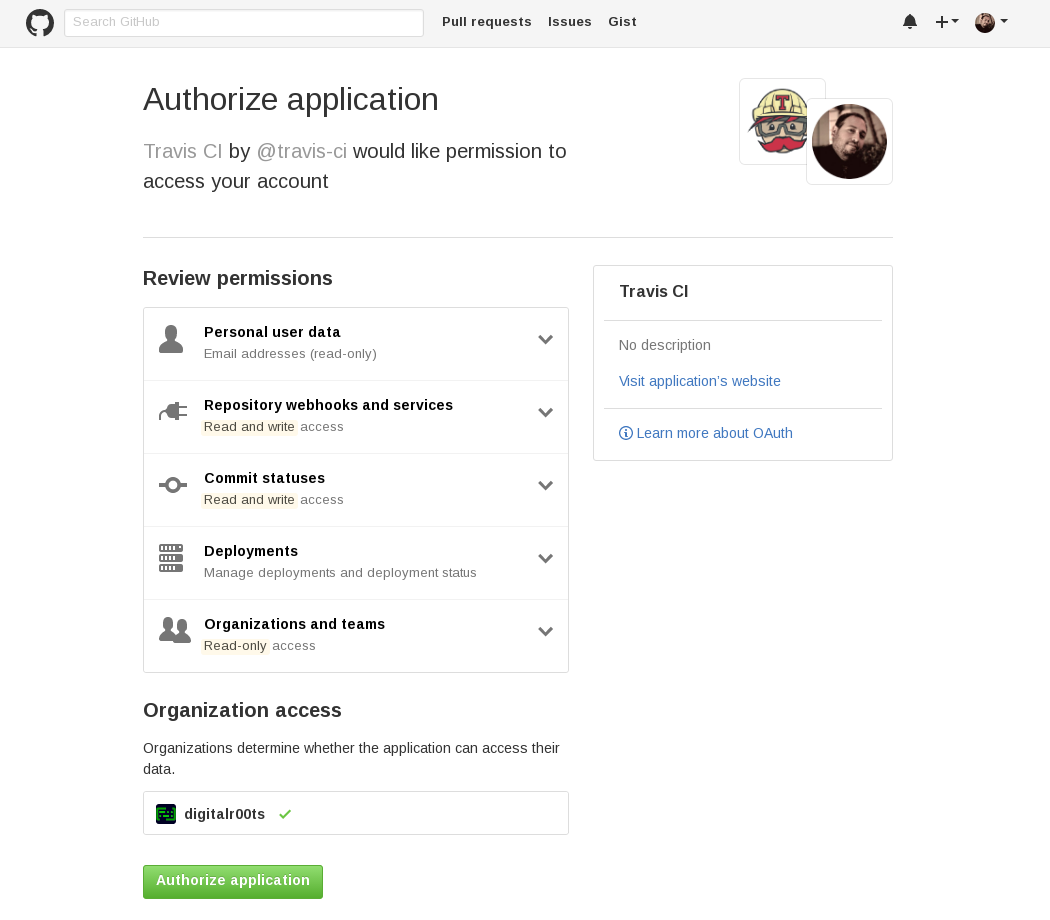 Search GitHub
Pull requests
Issues
Gist
Authorize application
Travis CI by @travis-ci would like permission to
access your account
T
Review permissions
Personal user data
Email addresses (read-only)
Repository webhooks and services
Read and write access
Commit statuses
Read and write access
Deployments
Manage deployments and deployment status
Organizations and teams
Read-only access
Travis CI
No description
Visit application's website
Learn more about OAuth
Organization access
Organizations determine whether the application can access their
data.
digitalr00ts
Authorize application